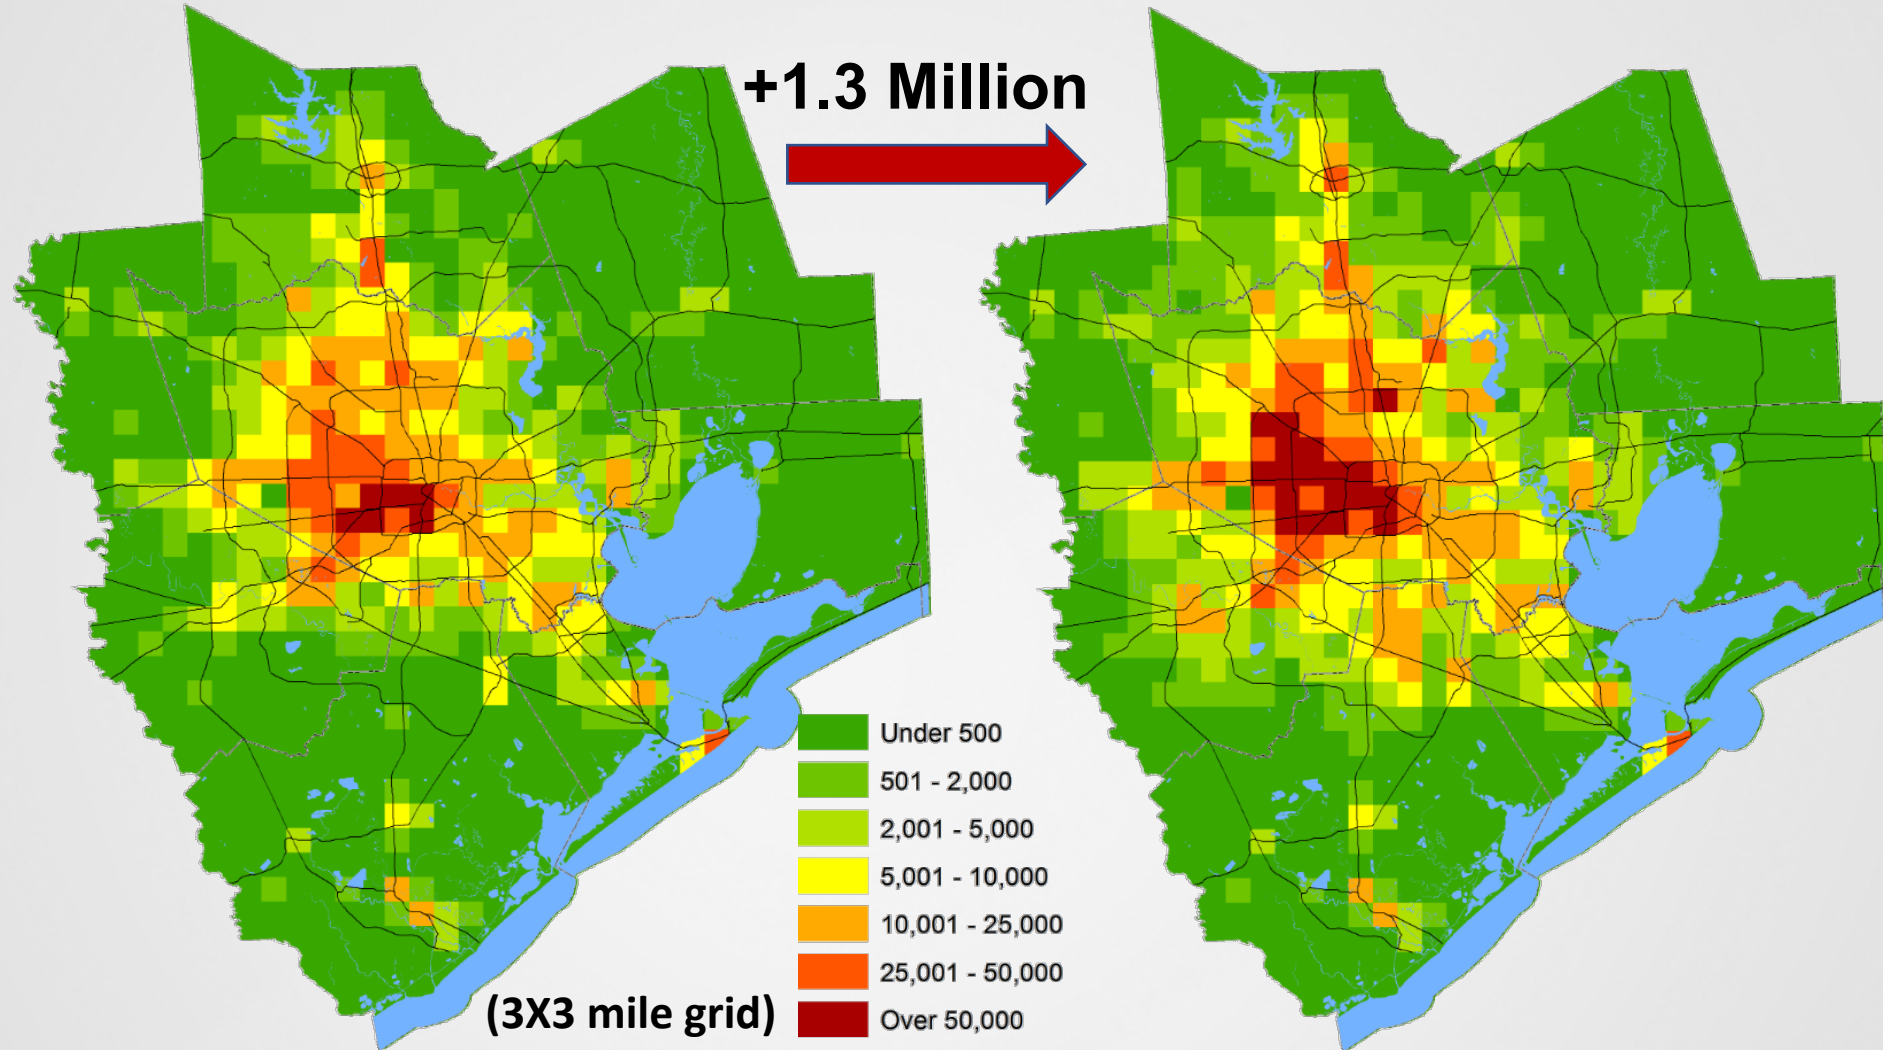 +1.3 Million
Under 500
501 - 2,000
2,001 - 5,000
5,001 - 10,000
10,001 - 25,000
25,001 - 50,000
(3X3 mile grid)
Over 50,000